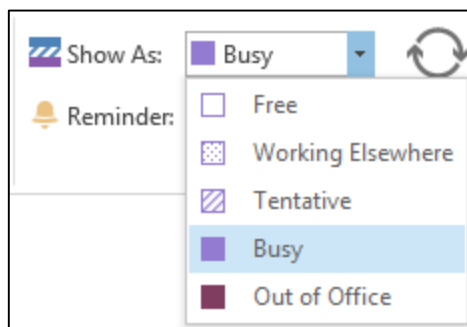 Show As: Busy
Free
Reminder:
Working Elsewhere
Tentative
Busy
Out of Office